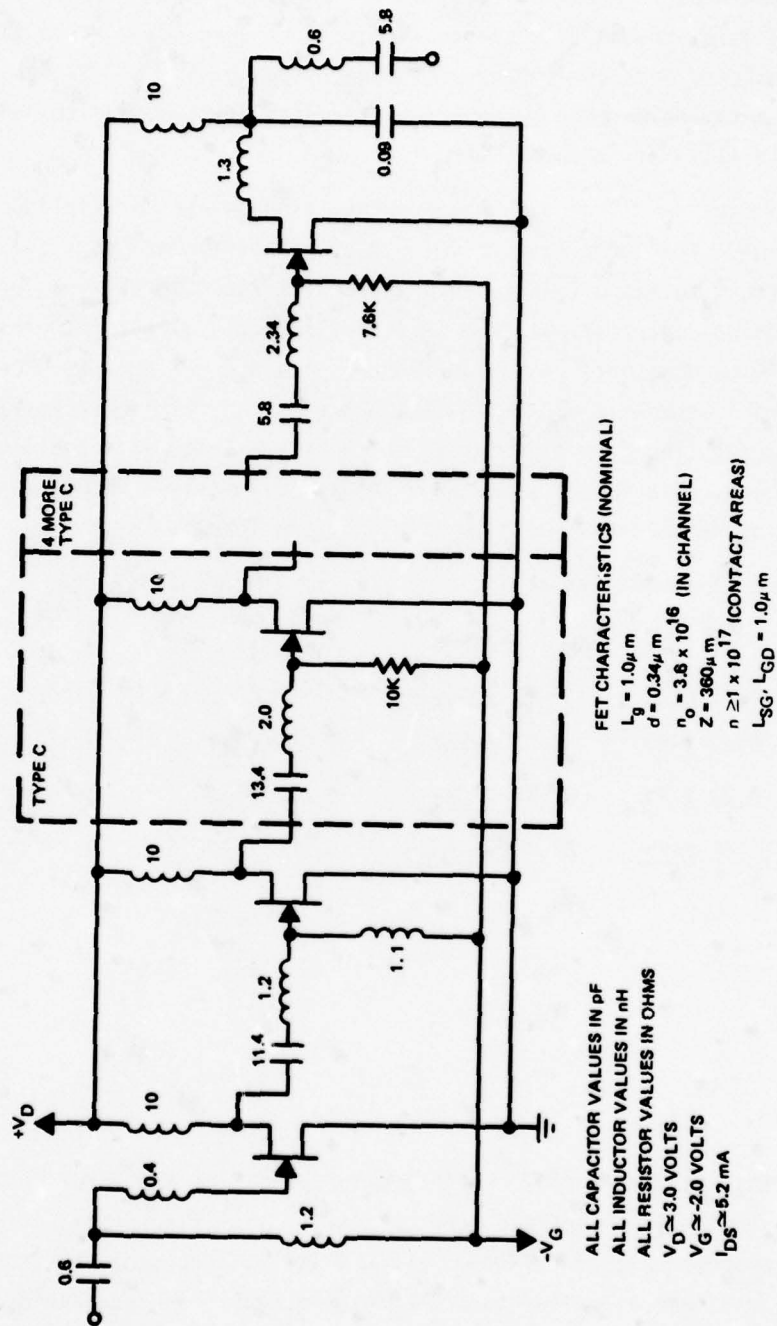 +V_D
0.6
0.4
1.2
-V_G
10
11.4
1.2
1.1
10
TYPE C
13.4
2.0
10K
10
4 MORE
TYPE C
5.8
2.34
7.6K
1.3
10
0.09
0.6
5.8
ALL CAPACITOR VALUES IN pF
ALL INDUCTOR VALUES IN nH
ALL RESISTOR VALUES IN OHMS
V_D ≃ 3.0 VOLTS
V_G ≃ -2.0 VOLTS
I_DS ≃ 5.2 mA
FET CHARACTERISTICS (NOMINAL)
L_g = 1.0μm
d = 0.34μm
n_o = 3.6 x 10^16 (IN CHANNEL)
Z = 360μm
n ≥ 1 x 10^17 (CONTACT AREAS)
L_SG, L_GD = 1.0μm